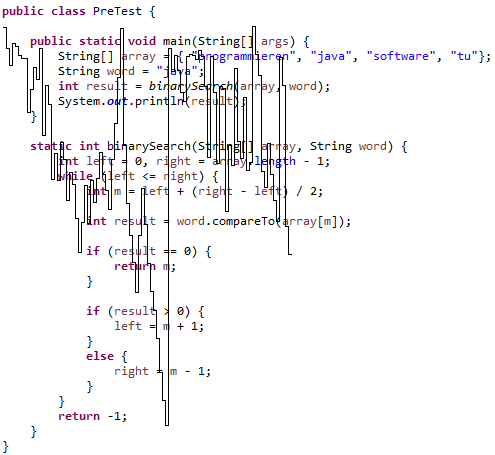 public class PreTest {
public static void main(String[] args) {
String[] array = { "programmieren", "java", "software", "tu"};
String word = "java";
int result = binarySearch(array, word);
System.out.println(result);
}
static int binarySearch(String[] array, String word) {
int left = 0, right = array.length - 1;
while (left <= right) {
int m = left + (right - left) / 2;
int result = word.compareTo(array[m]);
if (result == 0) {
return m;
}
if (result > 0) {
left = m + 1;
}
else {
right = m - 1;
}
}
return -1;
}
}